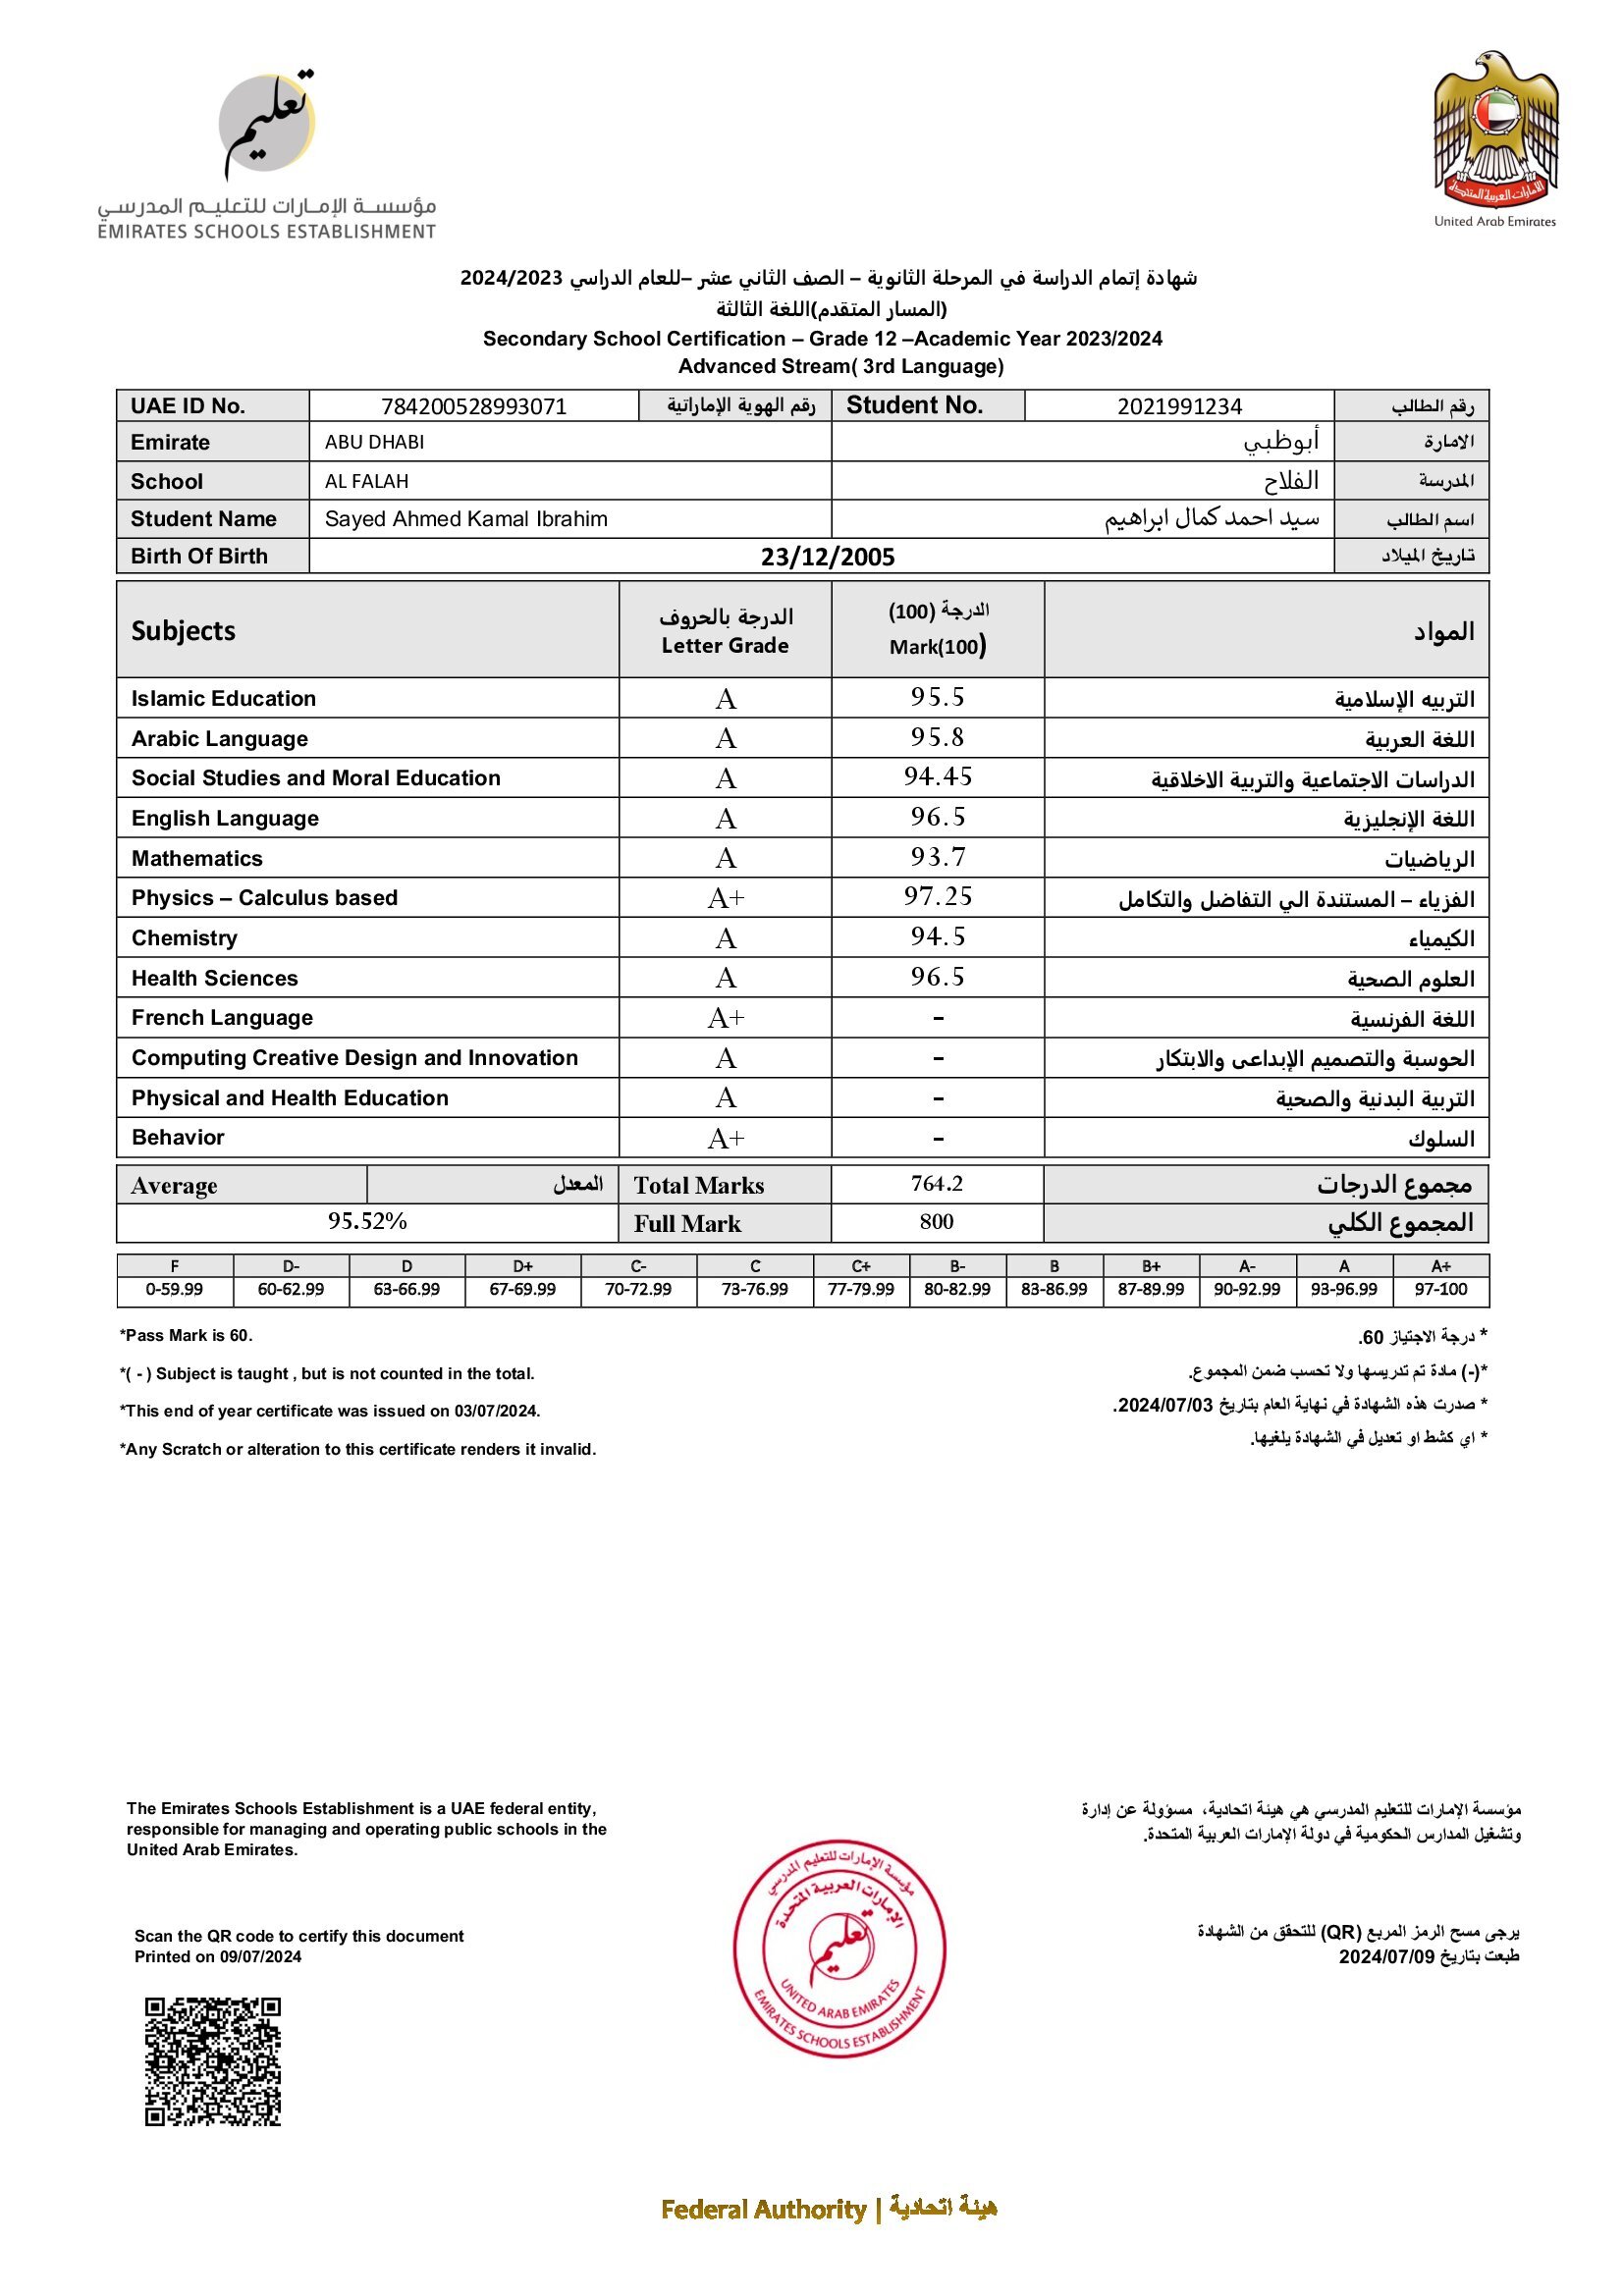 تعليم
مؤسسة الإمارات للتعليم المدرسي
EMIRATES SCHOOLS ESTABLISHMENT
الإمارات العربية المتحدة
United Arab Emirates
شهادة إتمام الدراسة في المرحلة الثانوية – الصف الثاني عشر –للعام الدراسي 2024/2023
(المسار المتقدم)اللغة الثالثة
Secondary School Certification – Grade 12 –Academic Year 2023/2024
Advanced Stream( 3rd Language)
UAE ID No. 784200528993071 رقم الهوية الإماراتية Student No. 2021991234 رقم الطالب
Emirate ABU DHABI أبوظبي الامارة
School AL FALAH الفلاح المدرسة
Student Name Sayed Ahmed Kamal Ibrahim سيد احمد كمال ابراهيم اسم الطالب
Birth Of Birth 23/12/2005 تاريخ الميلاد
Subjects الدرجة بالحروف Letter Grade الدرجة (100) Mark(100) المواد
Islamic Education A 95.5 التربيه الإسلامية
Arabic Language A 95.8 اللغة العربية
Social Studies and Moral Education A 94.45 الدراسات الاجتماعية والتربية الاخلاقية
English Language A 96.5 اللغة الإنجليزية
Mathematics A 93.7 الرياضيات
Physics – Calculus based A+ 97.25 الفزياء – المستندة الي التفاضل والتكامل
Chemistry A 94.5 الكيمياء
Health Sciences A 96.5 العلوم الصحية
French Language A+ - اللغة الفرنسية
Computing Creative Design and Innovation A - الحوسبة والتصميم الإبداعى والابتكار
Physical and Health Education A - التربية البدنية والصحية
Behavior A+ - السلوك
Average المعدل Total Marks 764.2 مجموع الدرجات
95.52% Full Mark 800 المجموع الكلي
F D- D D+ C- C C+ B- B B+ A- A A+
0-59.99 60-62.99 63-66.99 67-69.99 70-72.99 73-76.99 77-79.99 80-82.99 83-86.99 87-89.99 90-92.99 93-96.99 97-100
*Pass Mark is 60.
* درجة الاجتياز 60.
*( - ) Subject is taught , but is not counted in the total.
*(-) مادة تم تدريسها ولا تحسب ضمن المجموع.
*This end of year certificate was issued on 03/07/2024.
* صدرت هذه الشهادة في نهاية العام بتاريخ 2024/07/03.
*Any Scratch or alteration to this certificate renders it invalid.
* اي كشط او تعديل في الشهادة يلغيها.
The Emirates Schools Establishment is a UAE federal entity,
responsible for managing and operating public schools in the
United Arab Emirates.
مؤسسة الإمارات للتعليم المدرسي هي هيئة اتحادية، مسؤولة عن إدارة
وتشغيل المدارس الحكومية في دولة الإمارات العربية المتحدة.
مؤسسة الإمارات للتعليم المدرسي
الإمارات العربية المتحدة
تعليم
UNITED ARAB EMIRATES
EMIRATES SCHOOLS ESTABLISHMENT
Scan the QR code to certify this document
Printed on 09/07/2024
يرجى مسح الرمز المربع (QR) للتحقق من الشهادة
طبعت بتاريخ 2024/07/09
Federal Authority | هيئة اتحادية